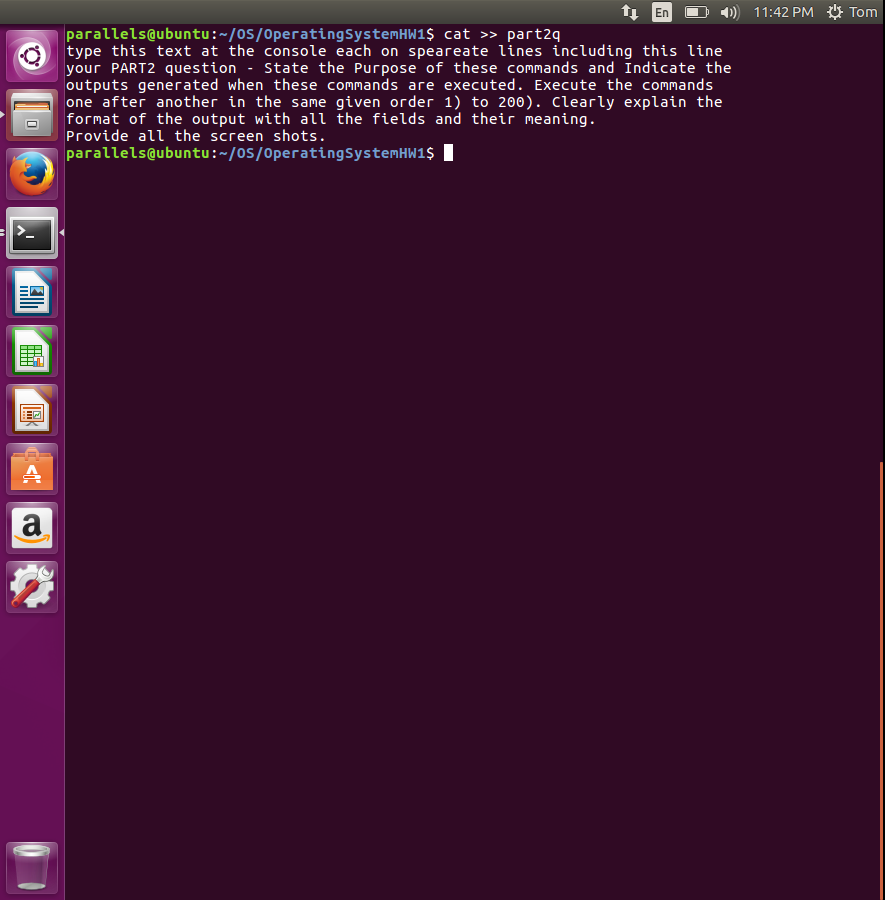 En 11:42 PM Tom
parallels@ubuntu:~/OS/OperatingSystemHW1$ cat >> part2q
type this text at the console each on speareate lines including this line
your PART2 question - State the Purpose of these commands and Indicate the
outputs generated when these commands are executed. Execute the commands
one after another in the same given order 1) to 200). Clearly explain the
format of the output with all the fields and their meaning.
Provide all the screen shots.
parallels@ubuntu:~/OS/OperatingSystemHW1$